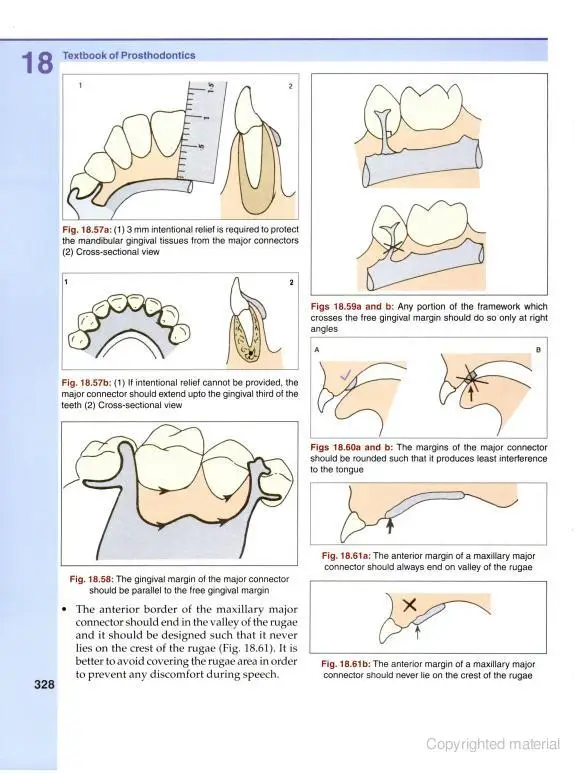 18
Textbook of Prosthodontics
1
2
1·5
1
·5
Fig. 18.57a: (1) 3 mm intentional relief is required to protect
the mandibular gingival tissues from the major connectors
(2) Cross-sectional view
1
2
Fig. 18.57b: (1) If intentional relief cannot be provided, the
major connector should extend upto the gingival third of the
teeth (2) Cross-sectional view
Fig. 18.58: The gingival margin of the major connector
should be parallel to the free gingival margin
• The anterior border of the maxillary major
connector should end in the valley of the rugae
and it should be designed such that it never
lies on the crest of the rugae (Fig. 18.61). It is
better to avoid covering the rugae area in order
to prevent any discomfort during speech.
328
Figs 18.59a and b: Any portion of the framework which
crosses the free gingival margin should do so only at right
angles
A
B
Figs 18.60a and b: The margins of the major connector
should be rounded such that it produces least interference
to the tongue
Fig. 18.61a: The anterior margin of a maxillary major
connector should always end on valley of the rugae
Fig. 18.61b: The anterior margin of a maxillary major
connector should never lie on the crest of the rugae
Copyrighted material